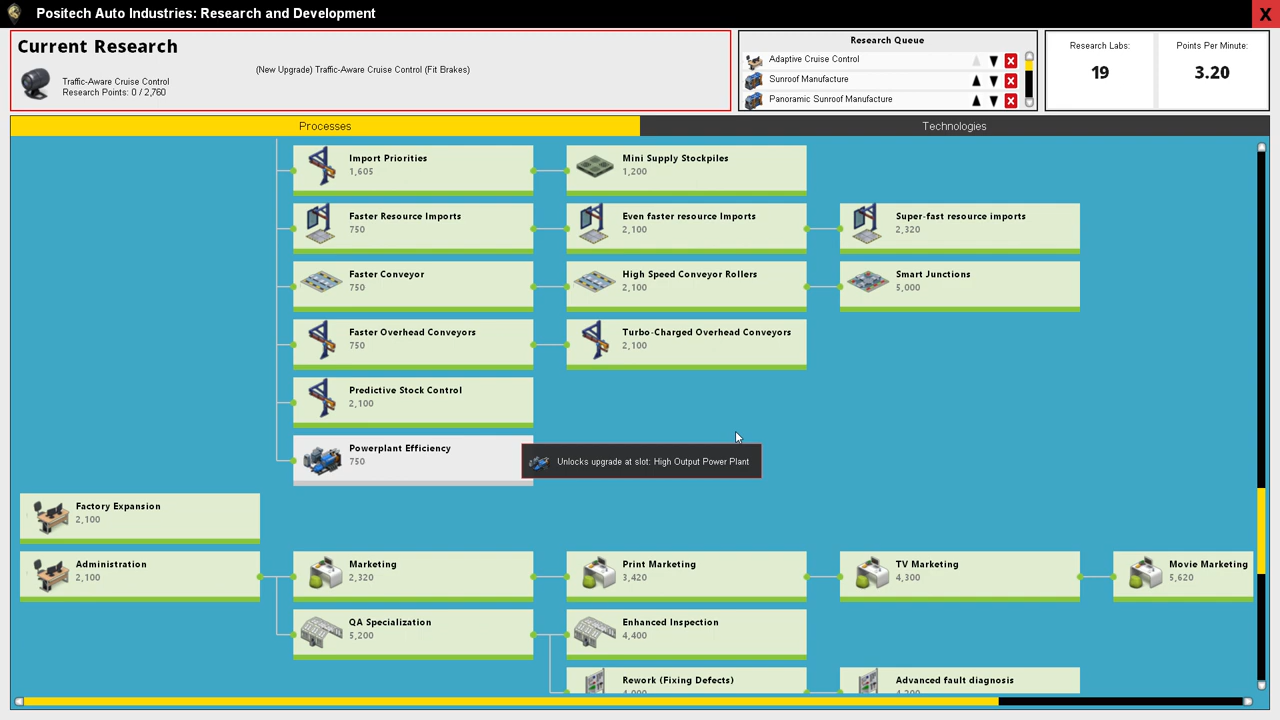 Positech Auto Industries: Research and Development
X
Current Research
Traffic-Aware Cruise Control
Research Points: 0 / 2,760
(New Upgrade) Traffic-Aware Cruise Control (Fit Brakes)
Research Queue
Adaptive Cruise Control
Sunroof Manufacture
Panoramic Sunroof Manufacture
Research Labs:
19
Points Per Minute:
3.20
Processes
Technologies
Import Priorities
1,605
Mini Supply Stockpiles
1,200
Faster Resource Imports
750
Even faster resource Imports
2,100
Super-fast resource imports
2,320
Faster Conveyor
750
High Speed Conveyor Rollers
2,100
Smart Junctions
5,000
Faster Overhead Conveyors
750
Turbo-Charged Overhead Conveyors
2,100
Predictive Stock Control
2,100
Powerplant Efficiency
750
Unlocks upgrade at slot: High Output Power Plant
Factory Expansion
2,100
Administration
2,100
Marketing
2,320
Print Marketing
3,420
TV Marketing
4,300
Movie Marketing
5,620
QA Specialization
5,200
Enhanced Inspection
4,400
Rework (Fixing Defects)
Advanced fault diagnosis